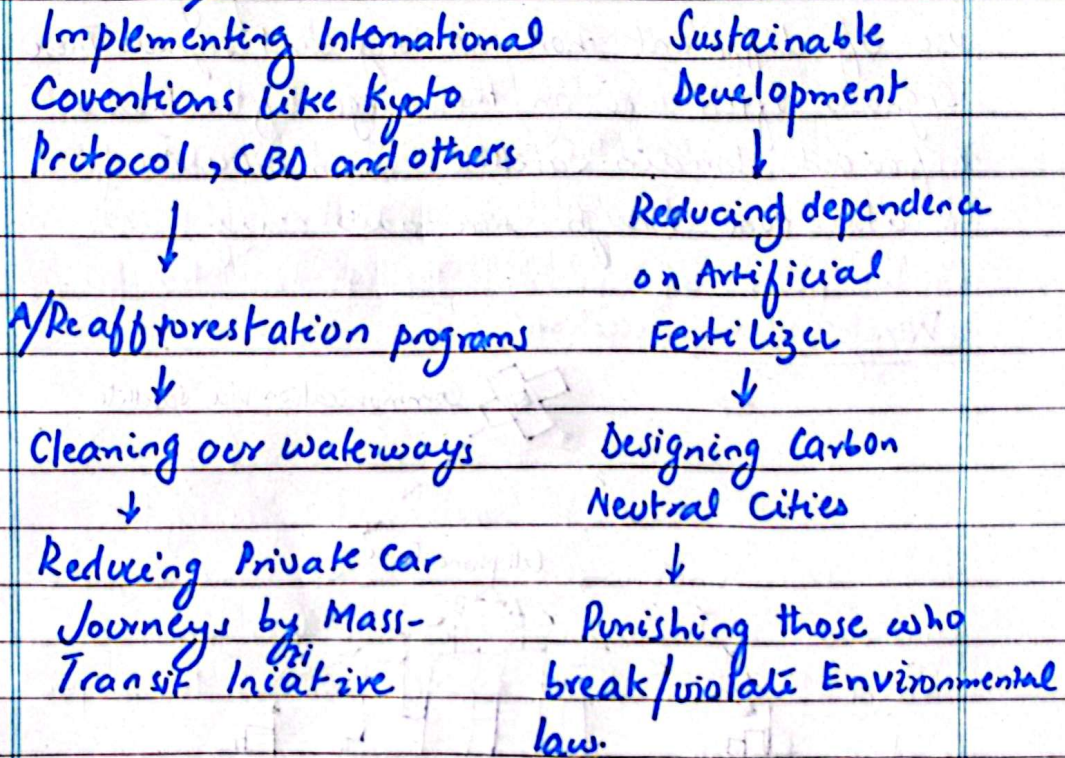 Implementing International
Coventions like Kyoto
Protocol, CBD and others
↓
A/Reafforestation programs
↓
Cleaning our waterways
↓
Reducing Private Car
Journeys by Mass-
Transit Iniative
iti
Sustainable
Development
↓
Reducing dependence
on Artificial
Fertilizer
↓
Designing Carbon
Neutral Cities
↓
Punishing those who
break/violate Environmental
law.